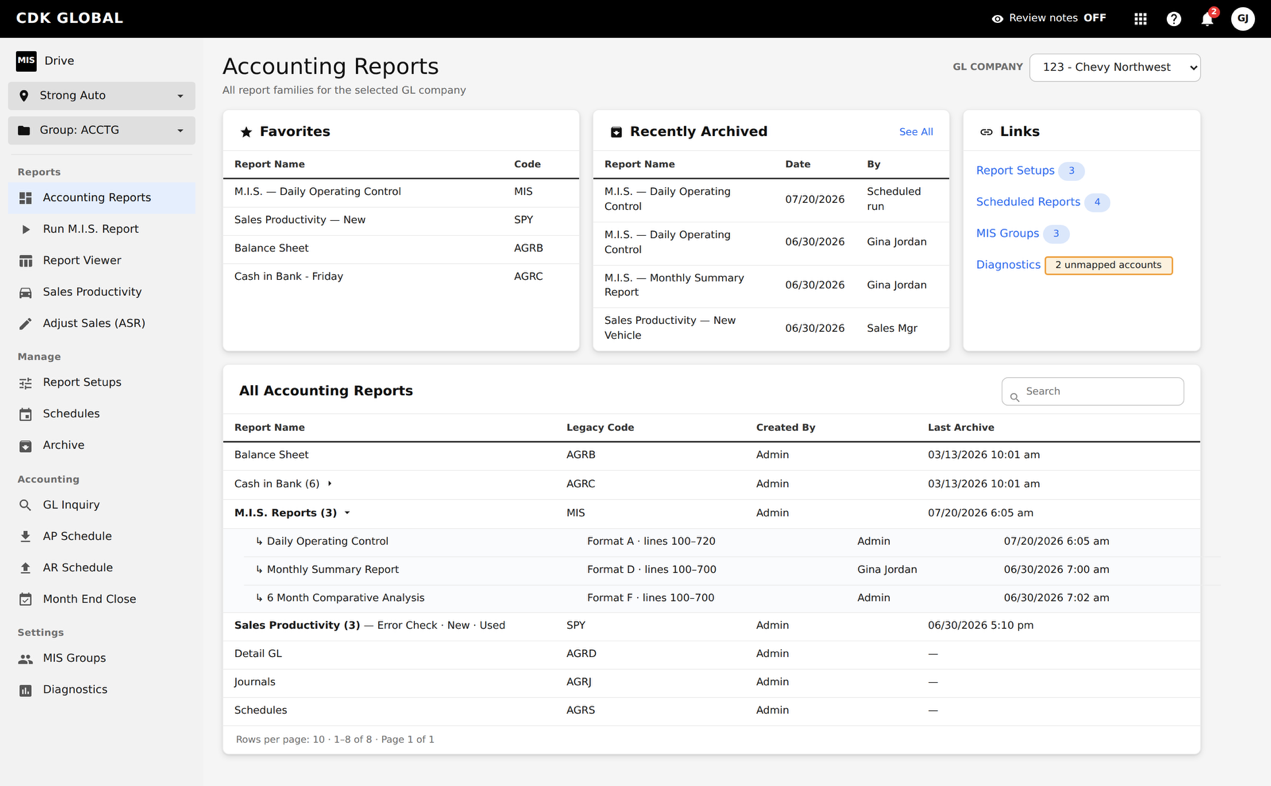 CDK GLOBAL
Review notes OFF
2
GJ
MIS Drive
Strong Auto
Group: ACCTG
Reports
Accounting Reports
Run M.I.S. Report
Report Viewer
Sales Productivity
Adjust Sales (ASR)
Manage
Report Setups
Schedules
Archive
Accounting
GL Inquiry
AP Schedule
AR Schedule
Month End Close
Settings
MIS Groups
Diagnostics
Accounting Reports
All report families for the selected GL company
GL COMPANY 123 - Chevy Northwest
Favorites
Report Name Code
M.I.S. — Daily Operating Control MIS
Sales Productivity — New SPY
Balance Sheet AGRB
Cash in Bank - Friday AGRC
Recently Archived See All
Report Name Date By
M.I.S. — Daily Operating Control 07/20/2026 Scheduled run
M.I.S. — Daily Operating Control 06/30/2026 Gina Jordan
M.I.S. — Monthly Summary Report 06/30/2026 Gina Jordan
Sales Productivity — New Vehicle 06/30/2026 Sales Mgr
Links
Report Setups 3
Scheduled Reports 4
MIS Groups 3
Diagnostics 2 unmapped accounts
All Accounting Reports
Search
Report Name Legacy Code Created By Last Archive
Balance Sheet AGRB Admin 03/13/2026 10:01 am
Cash in Bank (6) AGRC Admin 03/13/2026 10:01 am
M.I.S. Reports (3) MIS Admin 07/20/2026 6:05 am
↳ Daily Operating Control Format A · lines 100–720 Admin 07/20/2026 6:05 am
↳ Monthly Summary Report Format D · lines 100–700 Gina Jordan 06/30/2026 7:00 am
↳ 6 Month Comparative Analysis Format F · lines 100–700 Admin 06/30/2026 7:02 am
Sales Productivity (3) — Error Check · New · Used SPY Admin 06/30/2026 5:10 pm
Detail GL AGRD Admin —
Journals AGRJ Admin —
Schedules AGRS Admin —
Rows per page: 10 · 1–8 of 8 · Page 1 of 1